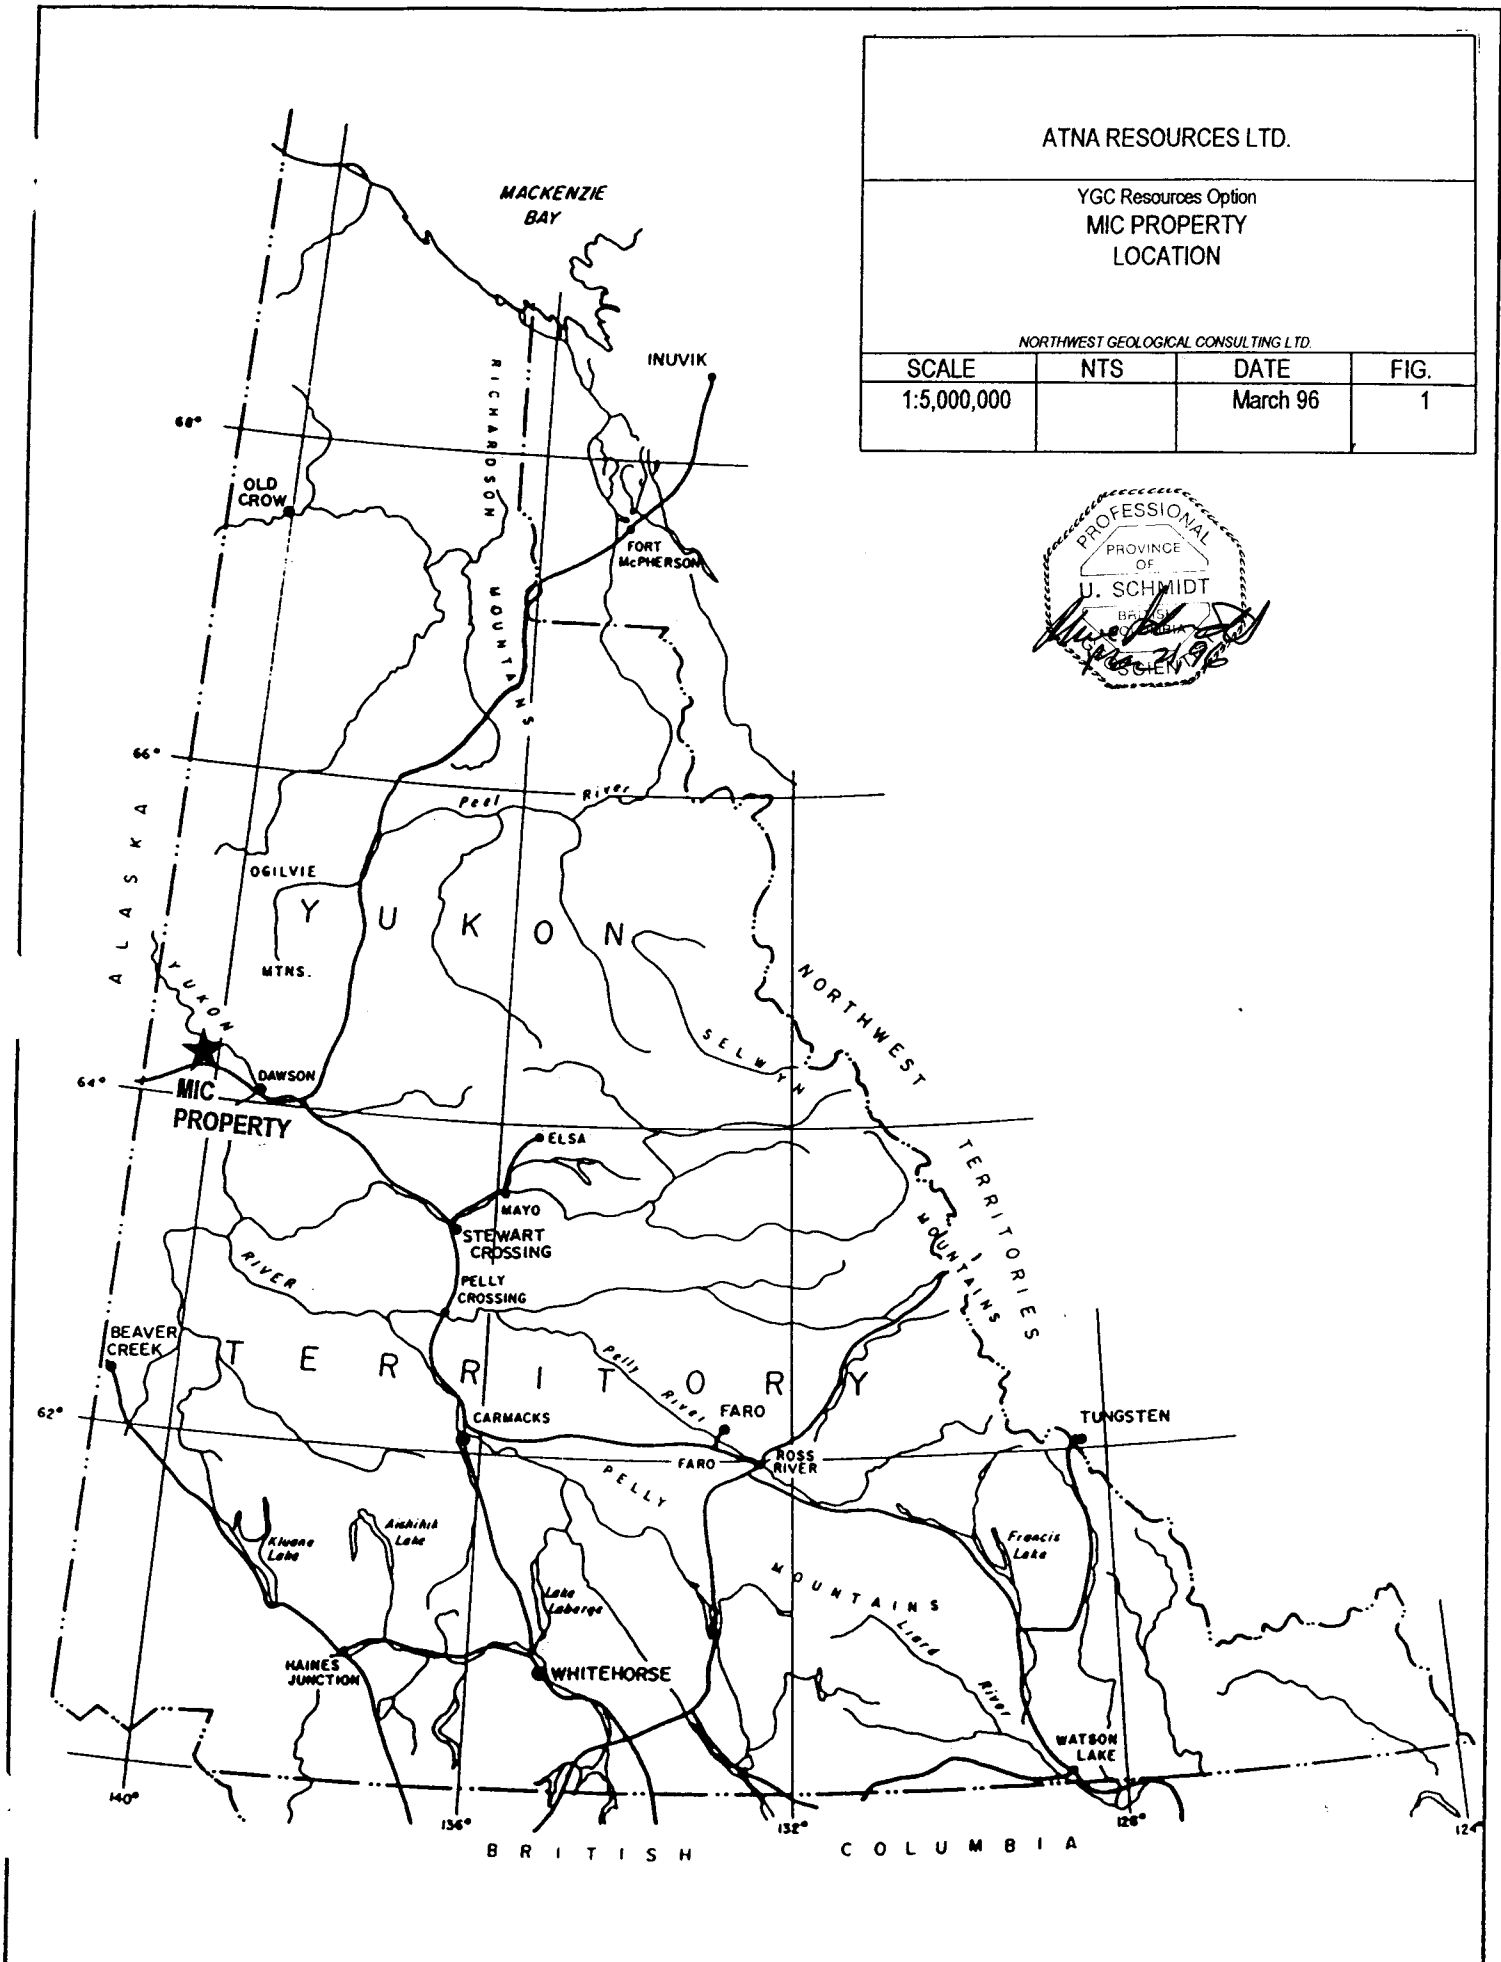 ATNA RESOURCES LTD.
YGC Resources Option
MIC PROPERTY
LOCATION
NORTHWEST GEOLOGICAL CONSULTING LTD.
SCALE NTS DATE FIG.
1:5,000,000 March 96 1
PROFESSIONAL
PROVINCE
OF
U. SCHMIDT
BRITISH
COLUMBIA
GEOSCIENTIST
MACKENZIE
BAY
INUVIK
RICHARDSON
MOUNTAINS
68°
OLD
CROW
FORT
McPHERSON
66°
Peel River
ALASKA
OGILVIE
MTNS.
YUKON
YUKON
NORTHWEST
TERRITORIES
SELWYN
MOUNTAINS
64°
MIC
PROPERTY
DAWSON
ELSA
MAYO
STEWART
CROSSING
RIVER
PELLY
CROSSING
BEAVER
CREEK
TERRITORY
Pelly
River
62°
CARMACKS
FARO
FARO
ROSS
RIVER
TUNGSTEN
PELLY
MOUNTAINS
Kluane
Lake
Aishihik
Lake
Lake
Laberge
Francis
Lake
Liard
River
HAINES
JUNCTION
WHITEHORSE
WATSON
LAKE
140°
136°
132°
128°
124°
BRITISH COLUMBIA